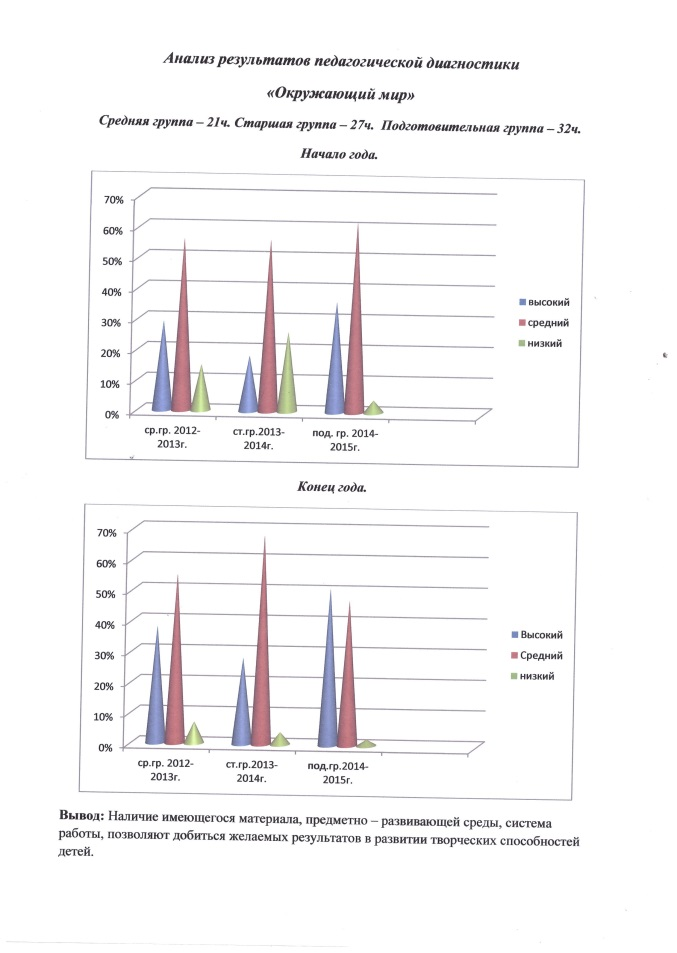 Анализ результатов педагогической диагностики
«Окружающий мир»
Средняя группа – 21ч. Старшая группа – 27ч. Подготовительная группа – 32ч.
Начало года.
70%
60%
50%
40%
30%
20%
10%
0%
ср.гр. 2012-
2013г.
ст.гр.2013-
2014г.
под. гр. 2014-
2015г.
высокий
средний
низкий
Конец года.
70%
60%
50%
40%
30%
20%
10%
0%
ср.гр. 2012-
2013г.
ст.гр.2013-
2014г.
под.гр.2014-
2015г.
Высокий
Средний
низкий
Вывод: Наличие имеющегося материала, предметно – развивающей среды, система
работы, позволяют добиться желаемых результатов в развитии творческих способностей
детей.